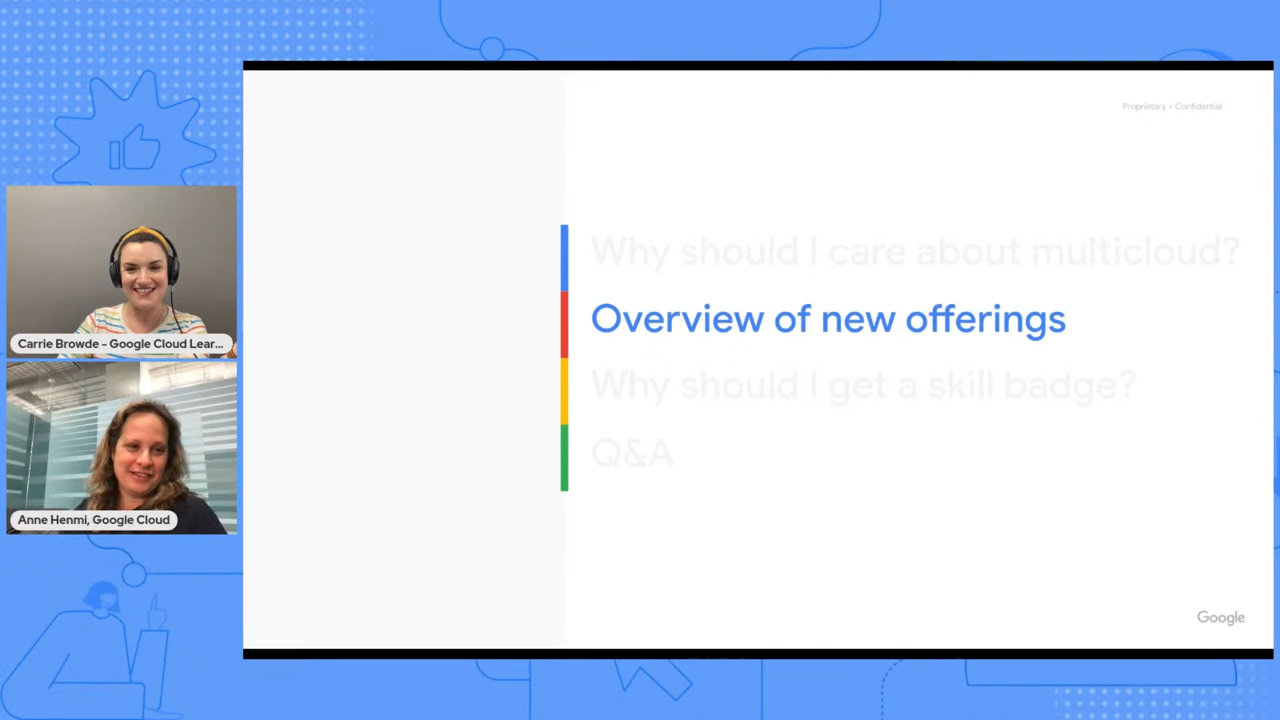 Proprietary + Confidential
Why should I care about multicloud?
Overview of new offerings
Why should I get a skill badge?
Q&A
Google
Carrie Browde - Google Cloud Lear...
Anne Henmi, Google Cloud